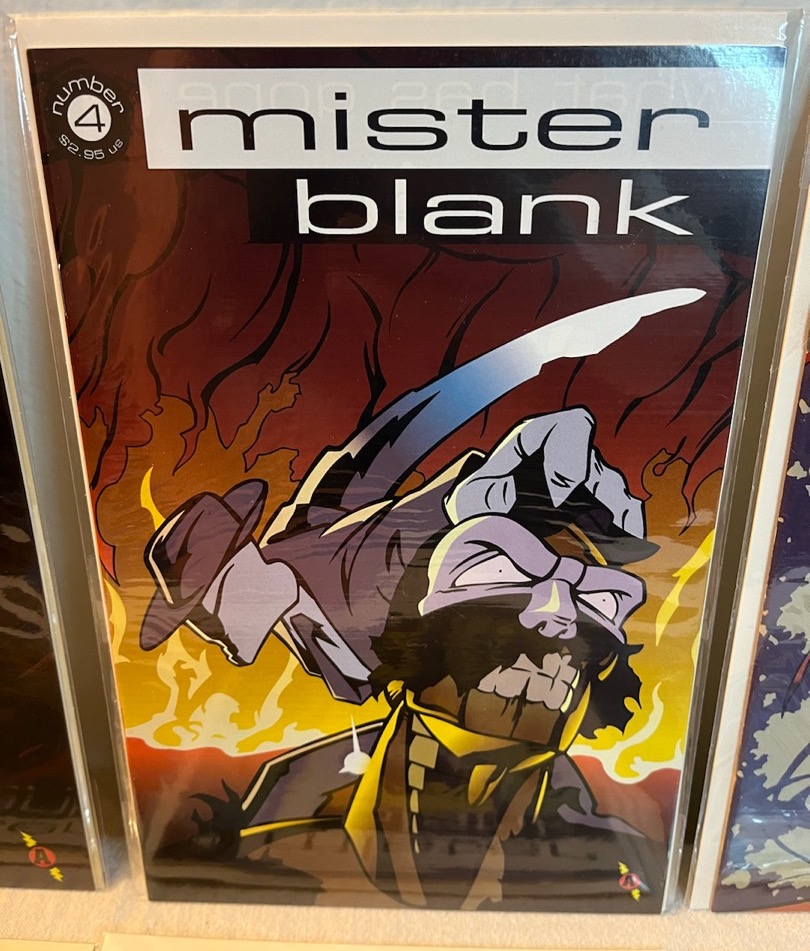 number
4
$2.95 us
mister
blank
A
A